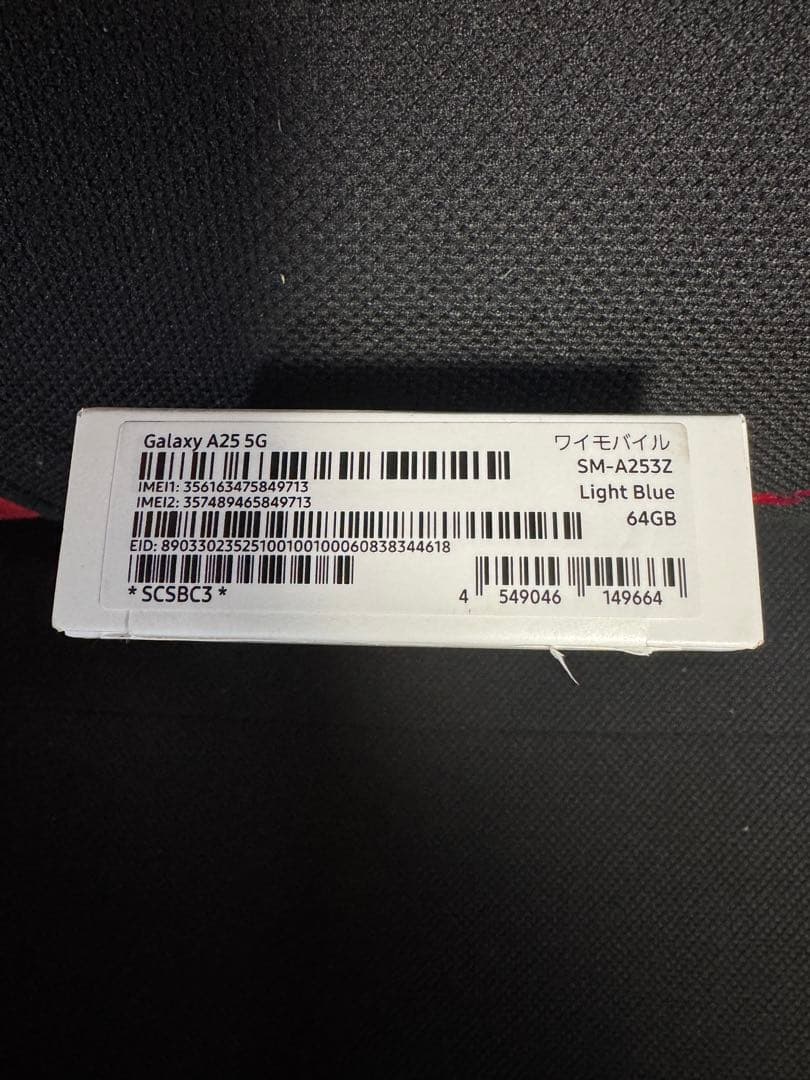 Galaxy A25 5G
ワイモバイル
SM-A253Z
Light Blue
64GB
IMEI1: 356163475849713
IMEI2: 357489465849713
EID: 89033023525100100100060838344618
* SCSBC3 *
4 549046 149664